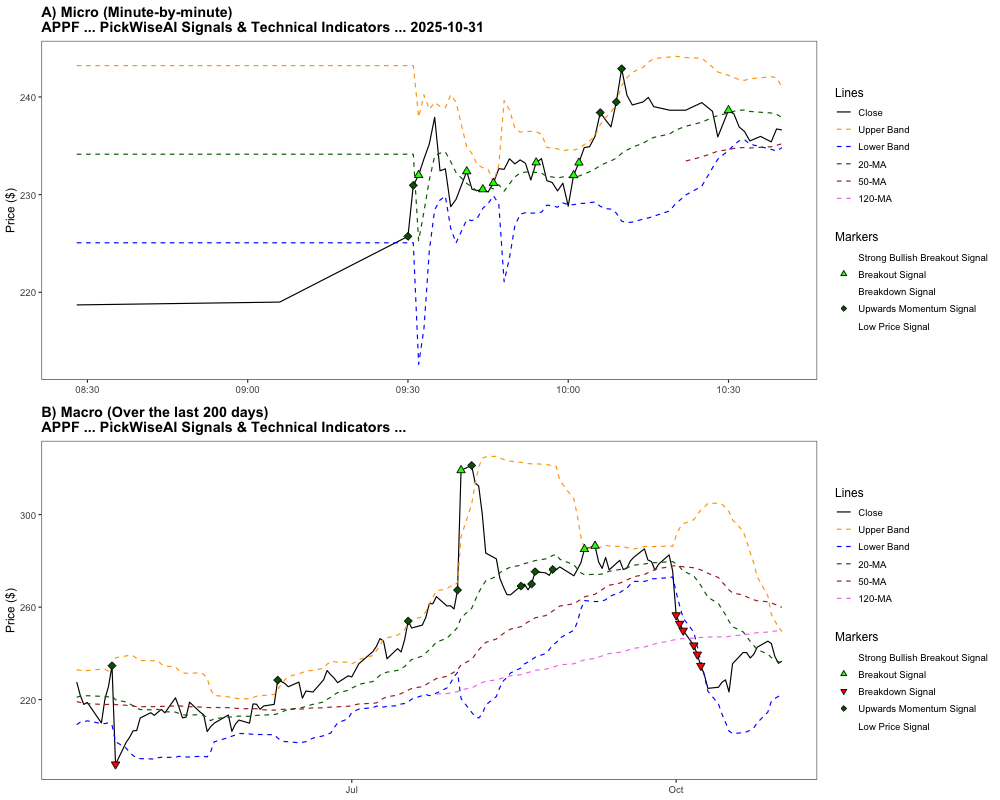 A) Micro (Minute-by-minute)
APPF ... PickWiseAI Signals & Technical Indicators ... 2025-10-31
Price ($)
240
230
220
08:30
09:00
09:30
10:00
10:30
Lines
Close
Upper Band
Lower Band
20-MA
50-MA
120-MA
Markers
Strong Bullish Breakout Signal
Breakout Signal
Breakdown Signal
Upwards Momentum Signal
Low Price Signal
B) Macro (Over the last 200 days)
APPF ... PickWiseAI Signals & Technical Indicators ...
Price ($)
300
260
220
Jul
Oct
Lines
Close
Upper Band
Lower Band
20-MA
50-MA
120-MA
Markers
Strong Bullish Breakout Signal
Breakout Signal
Breakdown Signal
Upwards Momentum Signal
Low Price Signal